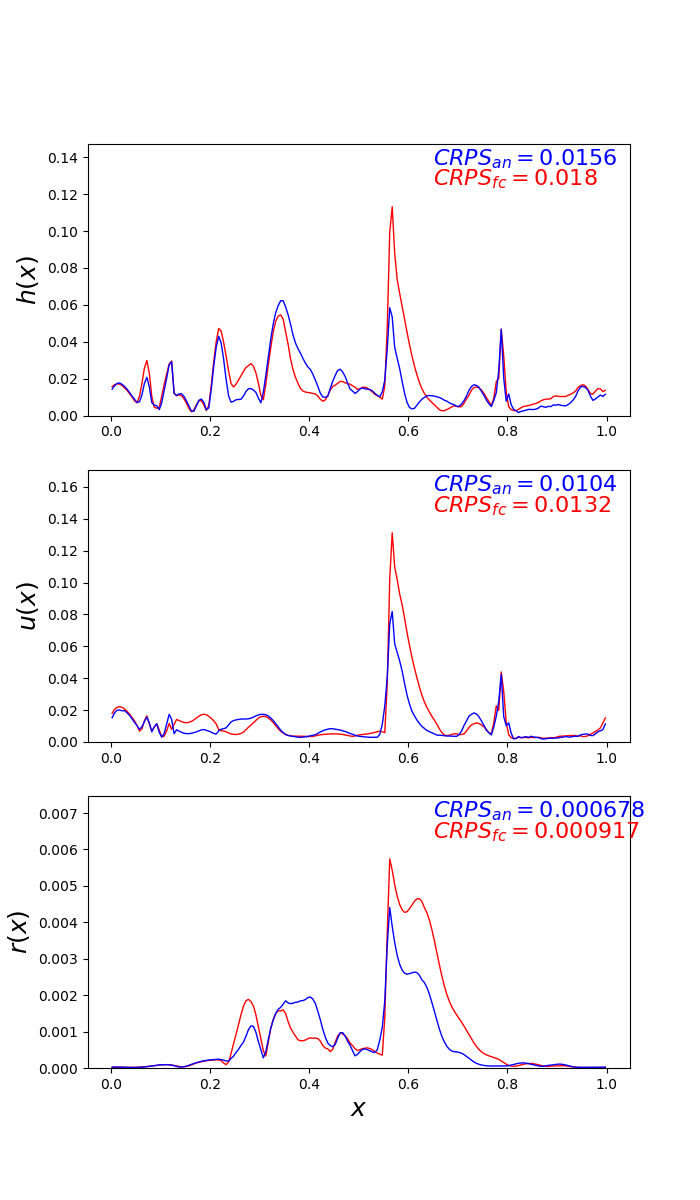 0.14
0.12
0.10
0.08
0.06
0.04
0.02
0.00
h(x)
CRPS_an = 0.0156
CRPS_fc = 0.018
0.0 0.2 0.4 0.6 0.8 1.0
0.16
0.14
0.12
0.10
0.08
0.06
0.04
0.02
0.00
u(x)
CRPS_an = 0.0104
CRPS_fc = 0.0132
0.0 0.2 0.4 0.6 0.8 1.0
0.007
0.006
0.005
0.004
0.003
0.002
0.001
0.000
r(x)
CRPS_an = 0.000678
CRPS_fc = 0.000917
0.0 0.2 0.4 0.6 0.8 1.0
x